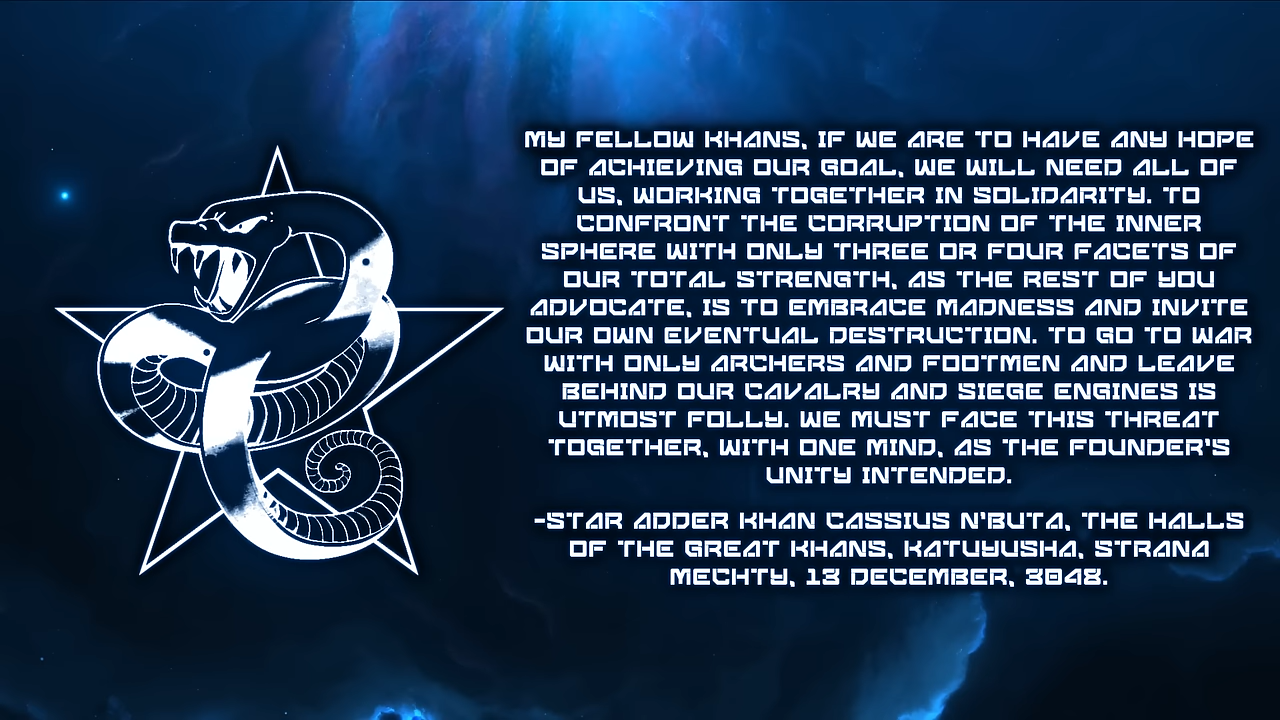 MY FELLOW KHANS, IF WE ARE TO HAVE ANY HOPE
OF ACHIEVING OUR GOAL, WE WILL NEED ALL OF
US, WORKING TOGETHER IN SOLIDARITY. TO
CONFRONT THE CORRUPTION OF THE INNER
SPHERE WITH ONLY THREE OR FOUR FACETS OF
OUR TOTAL STRENGTH, AS THE REST OF YOU
ADVOCATE, IS TO EMBRACE MADNESS AND INVITE
OUR OWN EVENTUAL DESTRUCTION. TO GO TO WAR
WITH ONLY ARCHERS AND FOOTMEN AND LEAVE
BEHIND OUR CAVALRY AND SIEGE ENGINES IS
UTMOST FOLLY. WE MUST FACE THIS THREAT
TOGETHER, WITH ONE MIND, AS THE FOUNDER'S
UNITY INTENDED.
-STAR ADDER KHAN CASSIUS N'BUTA, THE HALLS
OF THE GREAT KHANS, KATUYUSHA, STRANA
MECHTY, 13 DECEMBER, 3048.